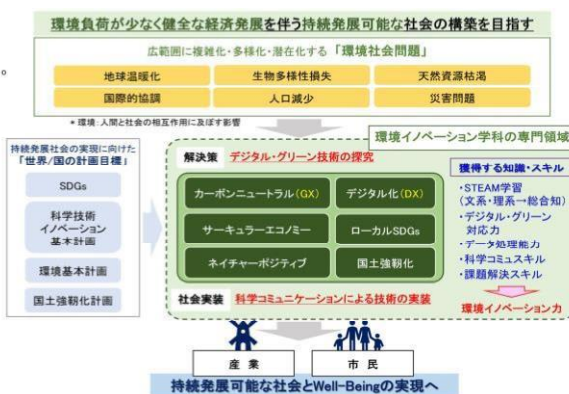 環境負荷が少なく健全な経済発展を伴う持続発展可能な社会の構築を目指す
広範囲に複雑化・多様化・潜在化する「環境社会問題」
。
地球温暖化
生物多様性損失
天然資源枯渇
国際的協調
人口減少
災害問題
* 環境：人間と社会の相互作用に及ぼす影響
環境イノベーション学科の専門領域
持続発展社会の実現に向けた
「世界/国の計画目標」
SDGs
科学技術
イノベーション
基本計画
環境基本計画
国土強靭化計画
解決策 デジタル・グリーン技術の探究
カーボンニュートラル(GX)
デジタル化(DX)
サーキュラーエコノミー
ローカルSDGs
ネイチャーポジティブ
国土強靭化
社会実装 科学コミュニケーションによる技術の実装
獲得する知識・スキル
・STEAM学習
(文系・理系→総合知)
・デジタル・グリーン
対応力
・データ処理能力
・科学コミュスキル
・課題解決スキル
環境イノベーション力
産業
市民
持続発展可能な社会とWell-Beingの実現へ